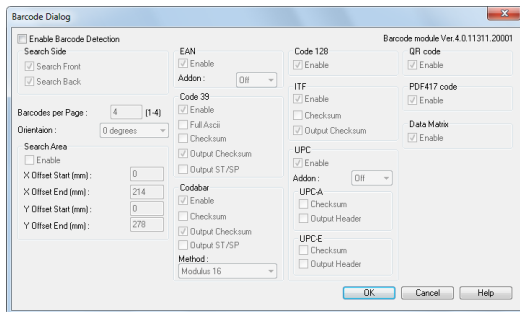 Barcode Dialog
Enable Barcode Detection
Barcode module Ver.4.0.11311.20001
Search Side
Search Front
Search Back
Barcodes per Page : 4 (1-4)
Orientaion : 0 degrees
Search Area
Enable
X Offset Start (mm) : 0
X Offset End (mm) : 214
Y Offset Start (mm) : 0
Y Offset End (mm) : 278
EAN
Enable
Addon : Off
Code 39
Enable
Full Ascii
Checksum
Output Checksum
Output ST/SP
Codabar
Enable
Checksum
Output Checksum
Output ST/SP
Method :
Modulus 16
Code 128
Enable
ITF
Enable
Checksum
Output Checksum
UPC
Enable
Addon : Off
UPC-A
Checksum
Output Header
UPC-E
Checksum
Output Header
QR code
Enable
PDF417 code
Enable
Data Matrix
Enable
OK Cancel Help